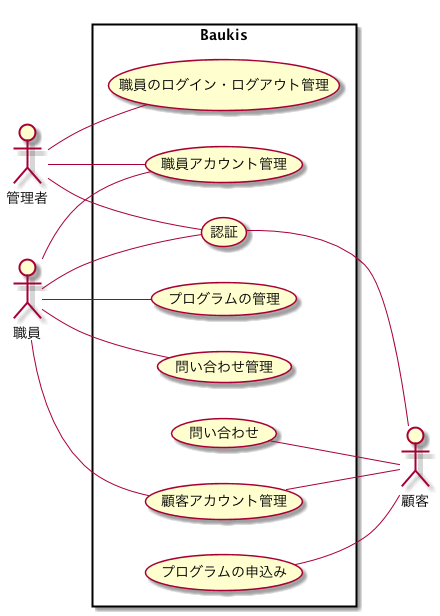 Baukis
職員のログイン・ログアウト管理
職員アカウント管理
管理者
認証
プログラムの管理
職員
問い合わせ管理
問い合わせ
顧客アカウント管理
顧客
プログラムの申込み